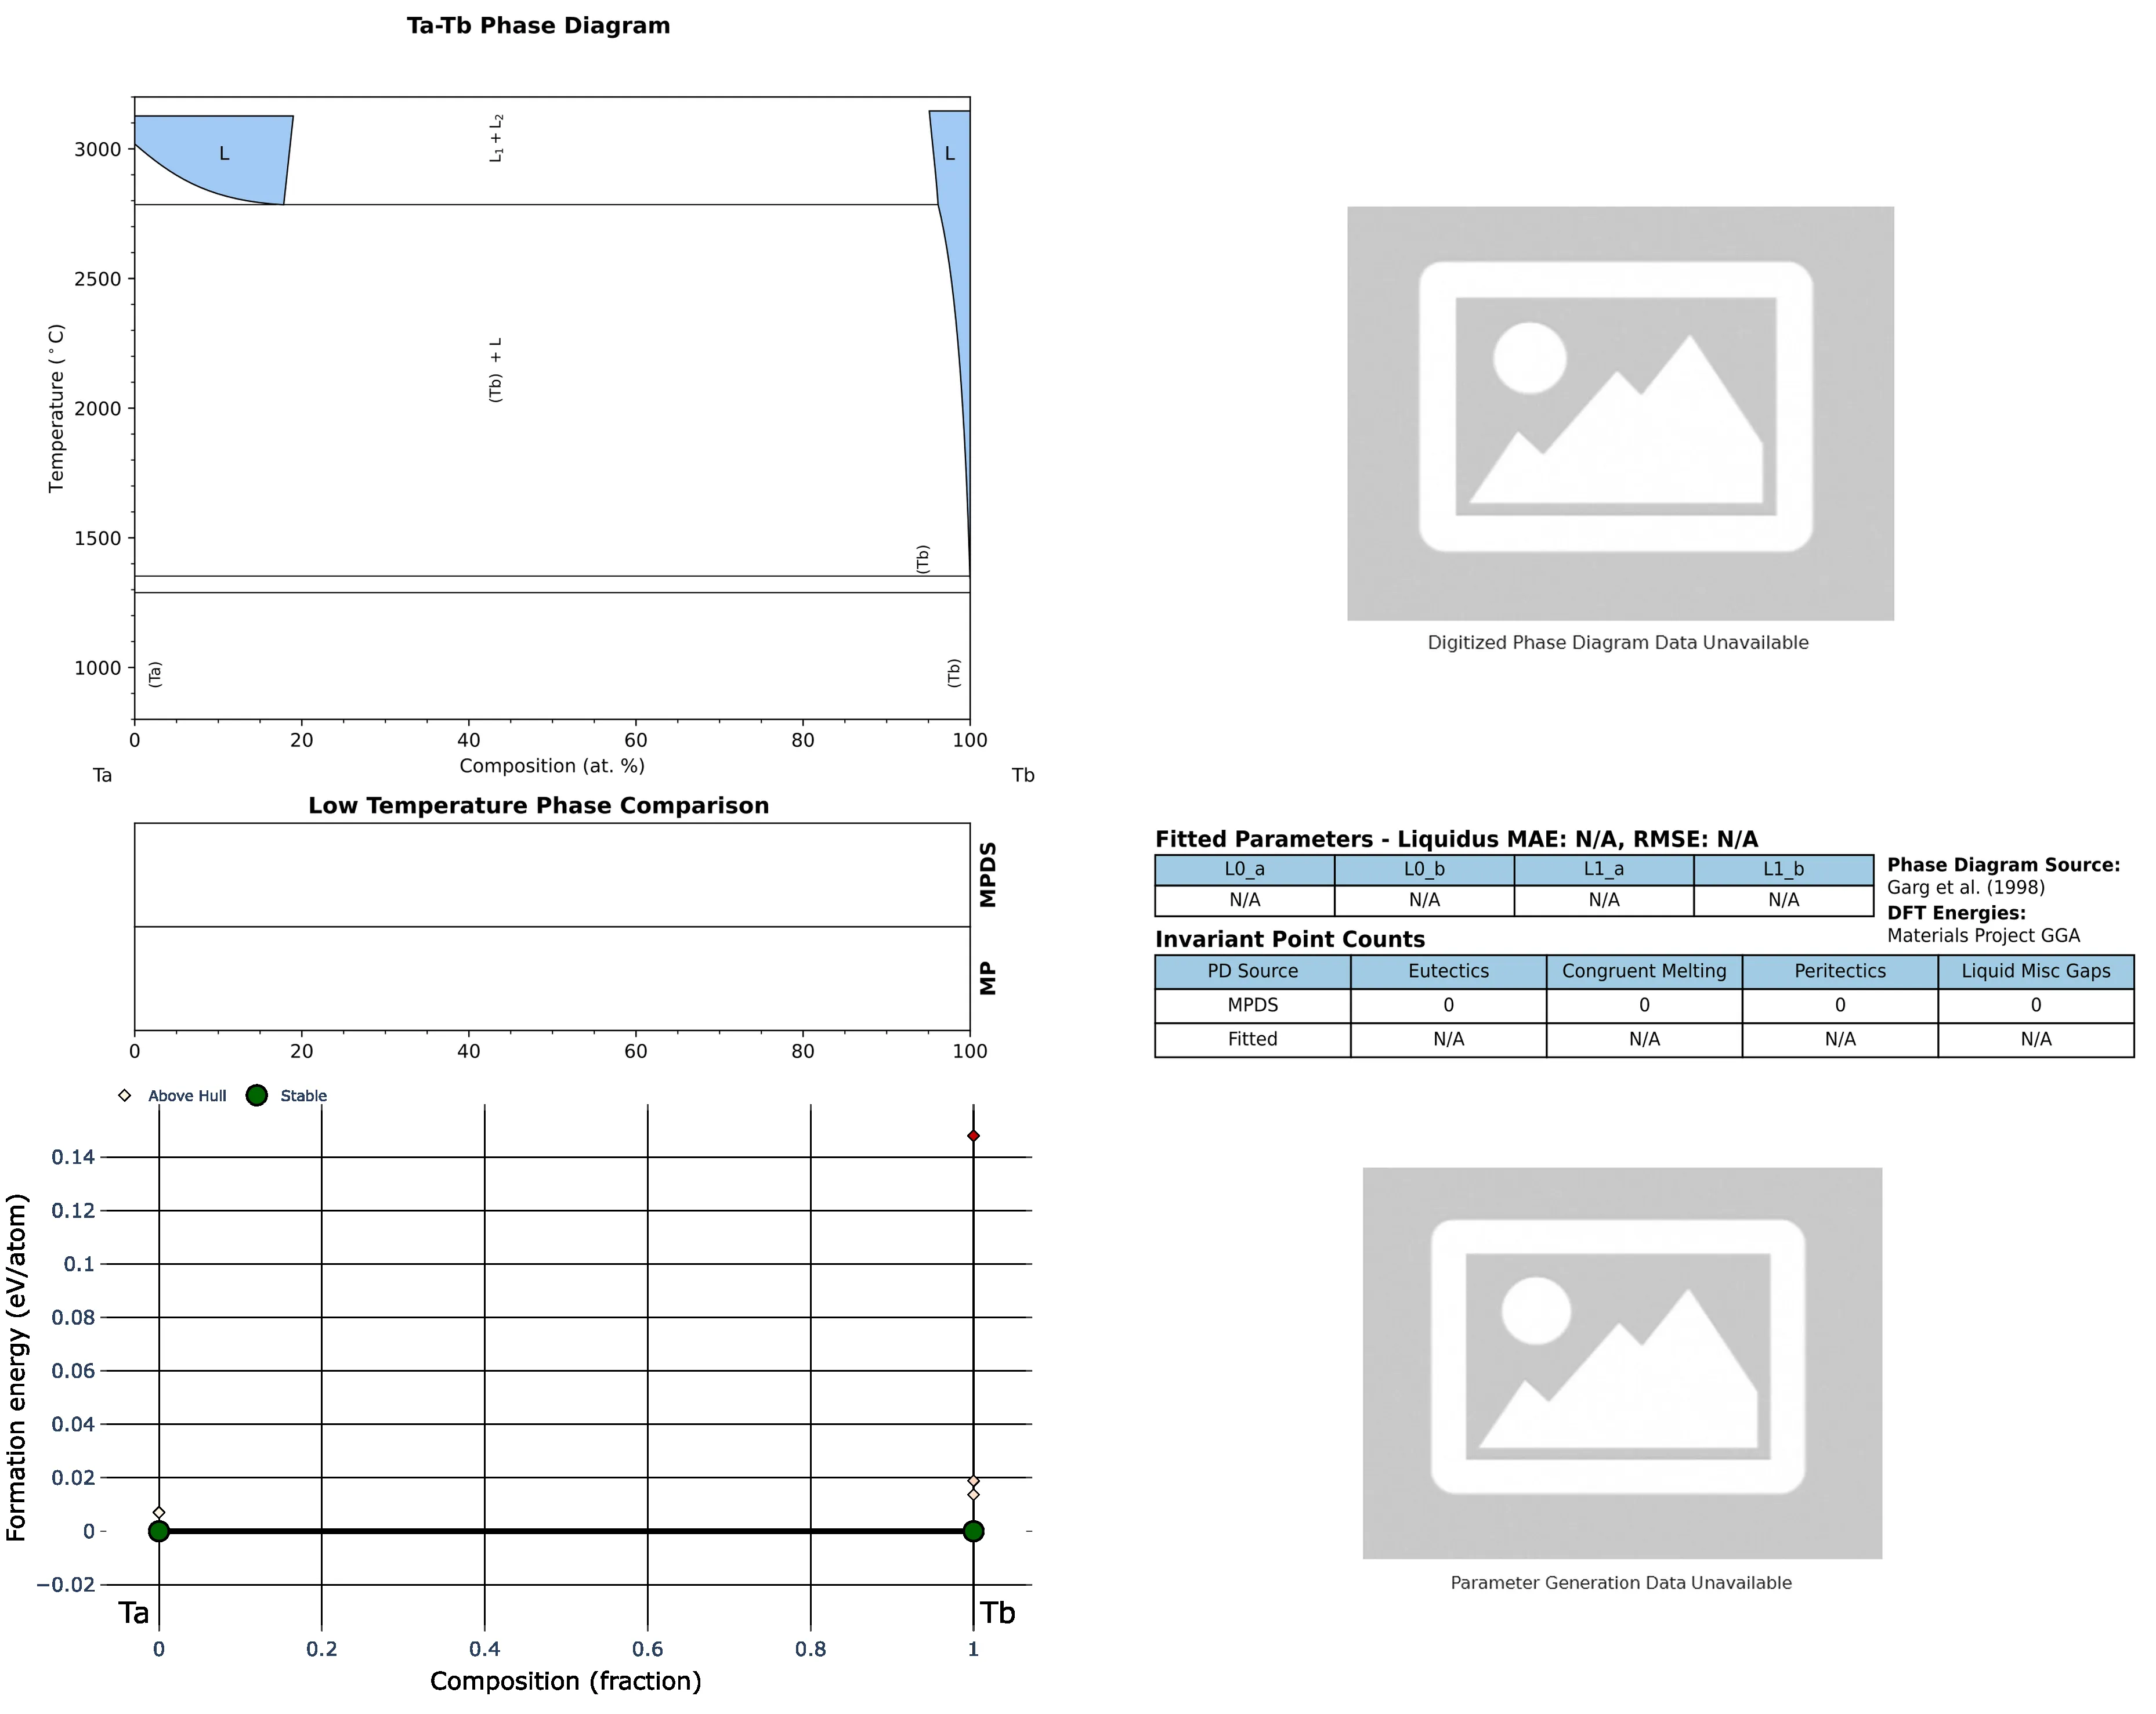 Ta-Tb Phase Diagram
Temperature (°C)
3000
2500
2000
1500
1000
L
L₁ + L₂
L
(Tb) + L
(Tb)
(Ta)
(Tb)
0 20 40 60 80 100
Composition (at. %)
Ta Tb
Digitized Phase Diagram Data Unavailable
Low Temperature Phase Comparison
MPDS
MP
0 20 40 60 80 100
Fitted Parameters - Liquidus MAE: N/A, RMSE: N/A
L0_a L0_b L1_a L1_b
N/A N/A N/A N/A
Phase Diagram Source:
Garg et al. (1998)
DFT Energies:
Materials Project GGA
Invariant Point Counts
PD Source Eutectics Congruent Melting Peritectics Liquid Misc Gaps
MPDS 0 0 0 0
Fitted N/A N/A N/A N/A
Above Hull Stable
Formation energy (eV/atom)
0.14
0.12
0.1
0.08
0.06
0.04
0.02
0
−0.02
Ta Tb
0 0.2 0.4 0.6 0.8 1
Composition (fraction)
Parameter Generation Data Unavailable